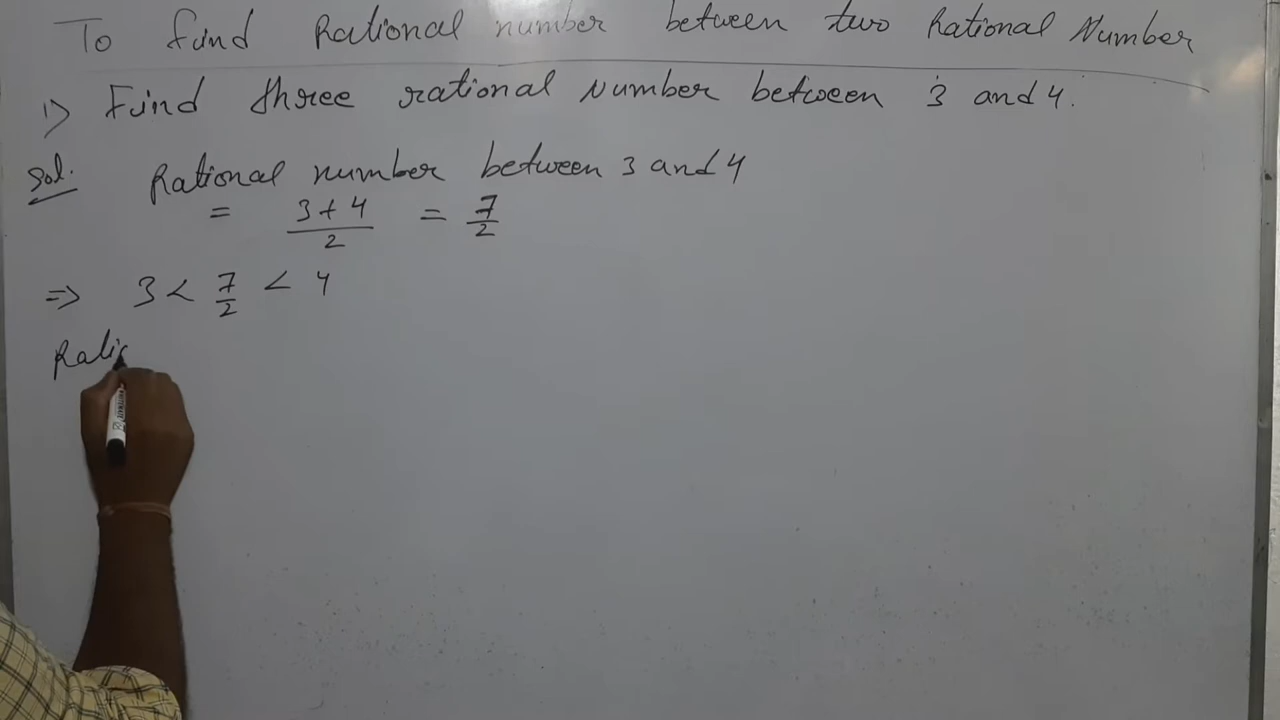 To find Rational number between two Rational Number
1) Find three rational Number between 3 and 4.
Sol. Rational number between 3 and 4
= 3+4/2 = 7/2
⇒ 3 < 7/2 < 4
Ratio